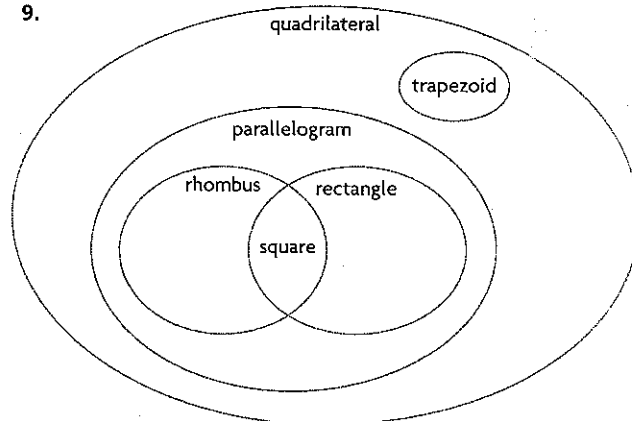 9.
quadrilateral
trapezoid
parallelogram
rhombus rectangle
square